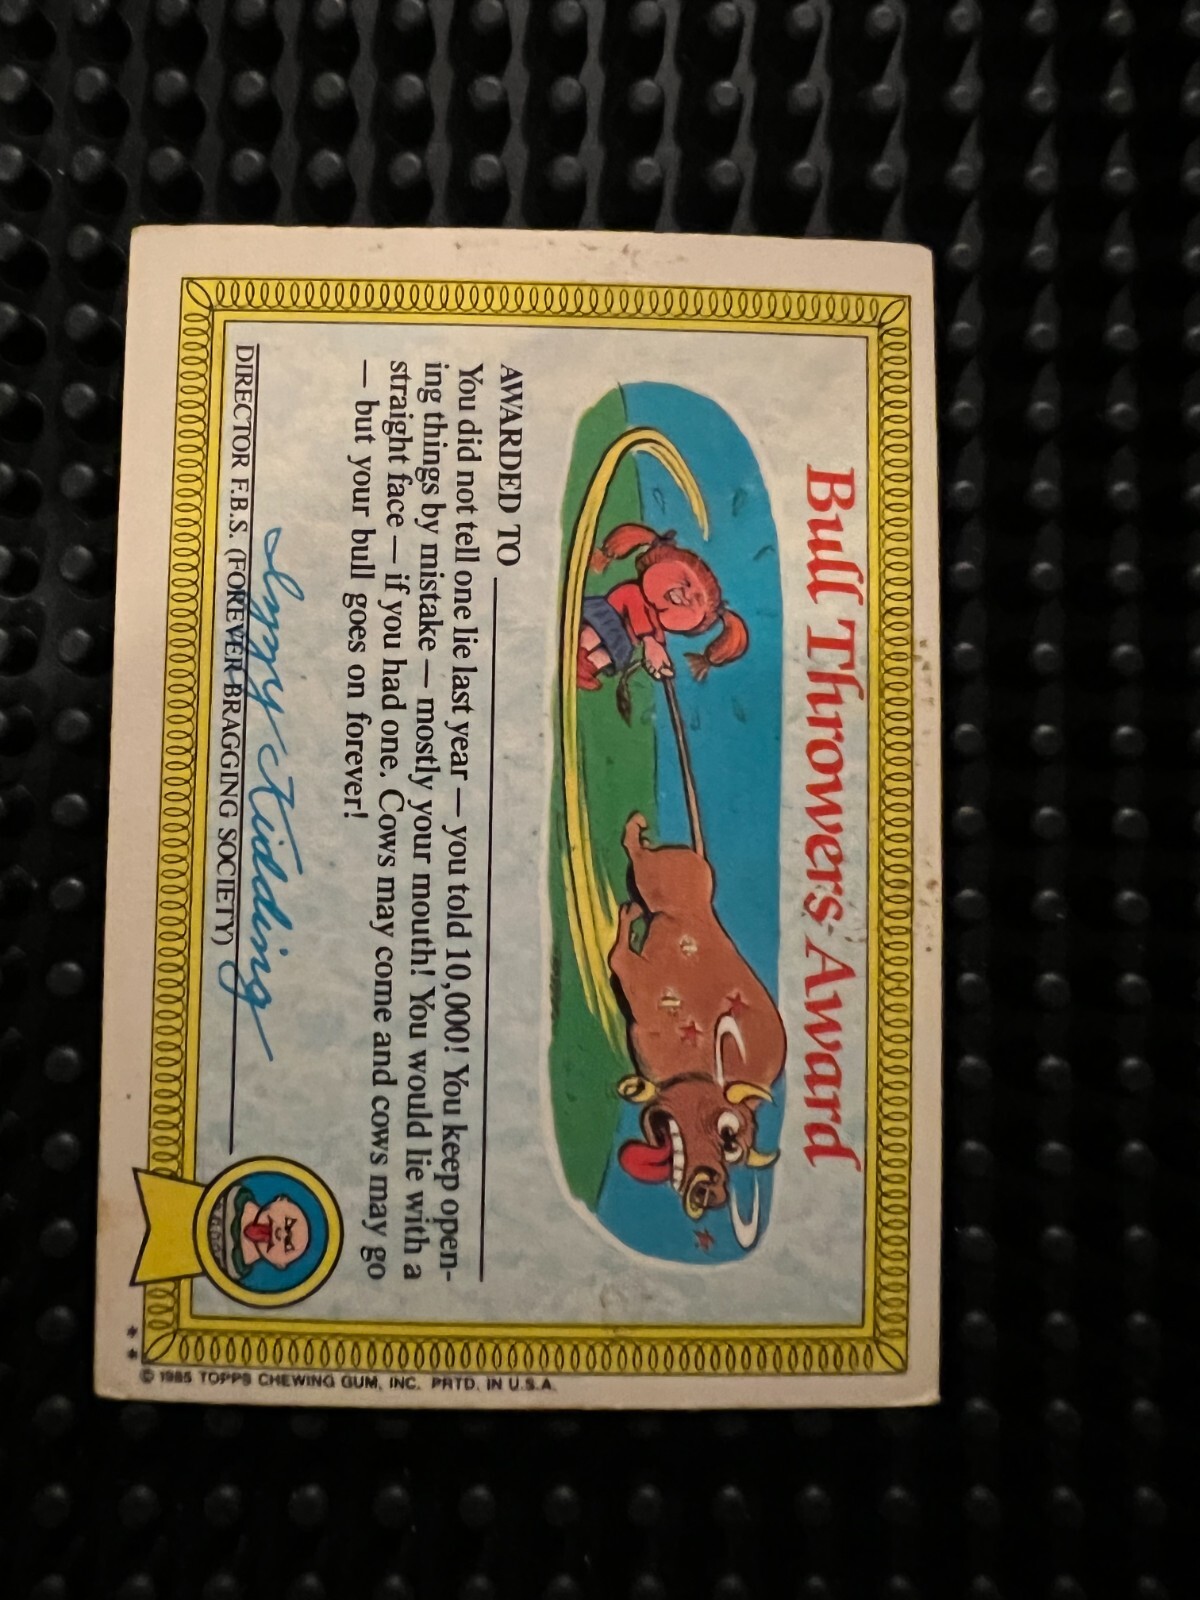 Bull Throwers Award
AWARDED TO
You did not tell one lie last year — you told 10,000! You keep open-
ing things by mistake — mostly your mouth! You would lie with a
straight face — if you had one. Cows may come and cows may go
— but your bull goes on forever!
Iggy Kidding
DIRECTOR F.B.S. (FOREVER BRAGGING SOCIETY)
**
© 1985 TOPPS CHEWING GUM, INC. PRTD. IN U.S.A.